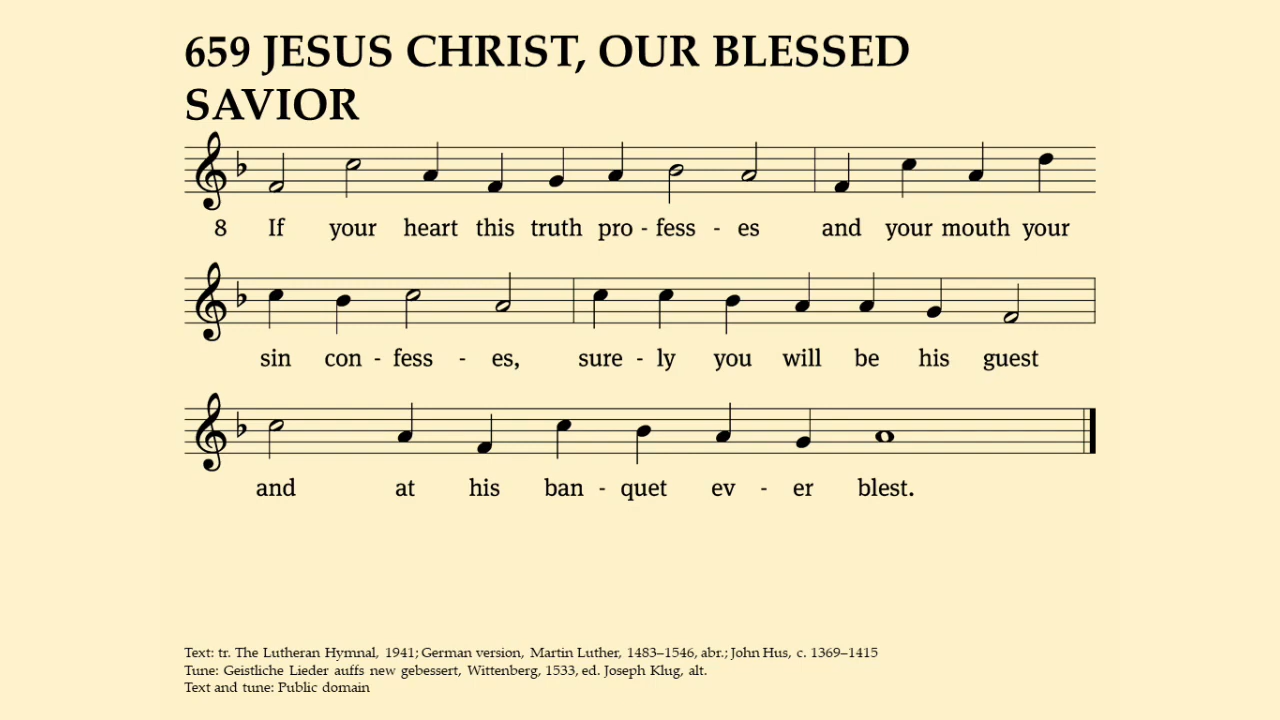 659 JESUS CHRIST, OUR BLESSED
SAVIOR
8 If your heart this truth pro - fess - es and your mouth your
sin con - fess - es, sure - ly you will be his guest
and at his ban - quet ev - er blest.
Text: tr. The Lutheran Hymnal, 1941; German version, Martin Luther, 1483–1546, abr.; John Hus, c. 1369–1415
Tune: Geistliche Lieder auffs new gebessert, Wittenberg, 1533, ed. Joseph Klug, alt.
Text and tune: Public domain